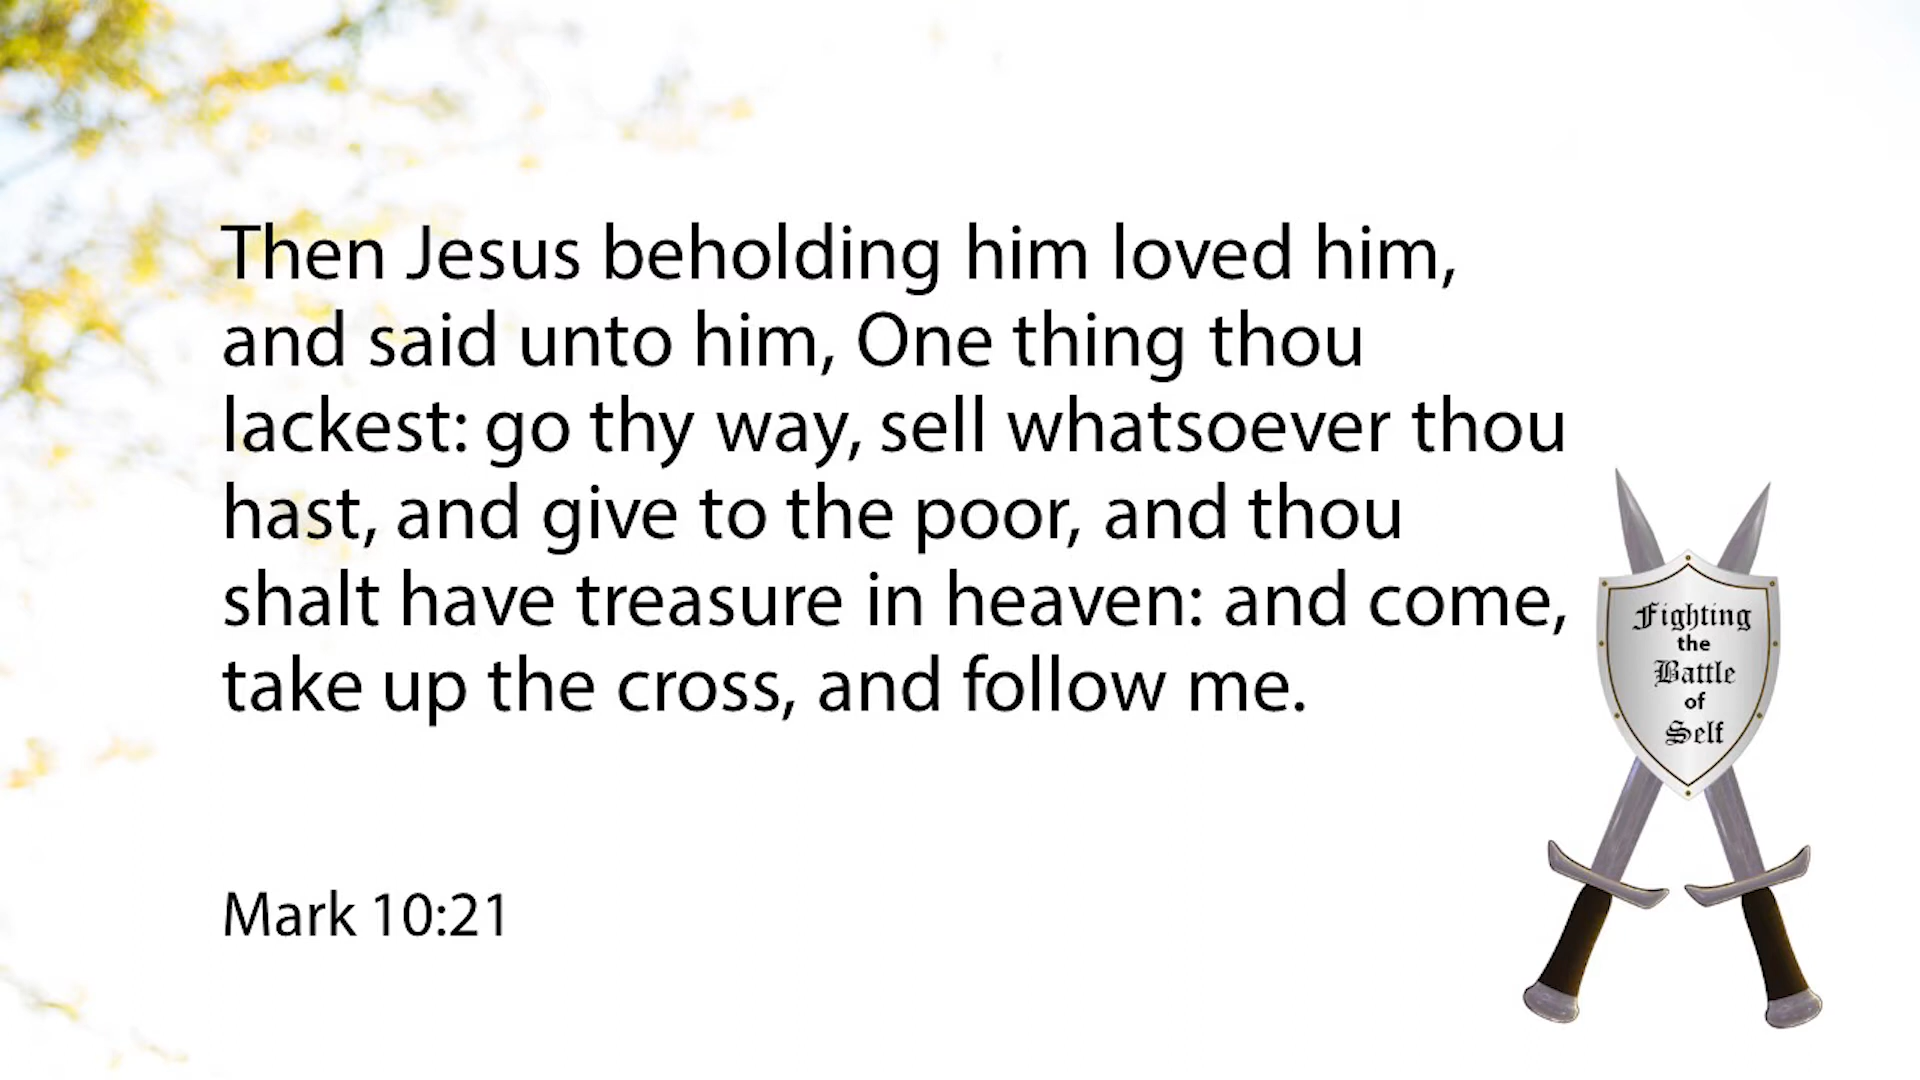 Then Jesus beholding him loved him,
and said unto him, One thing thou
lackest: go thy way, sell whatsoever thou
hast, and give to the poor, and thou
shalt have treasure in heaven: and come,
take up the cross, and follow me.
Mark 10:21
Fighting
the
Battle
of
Self